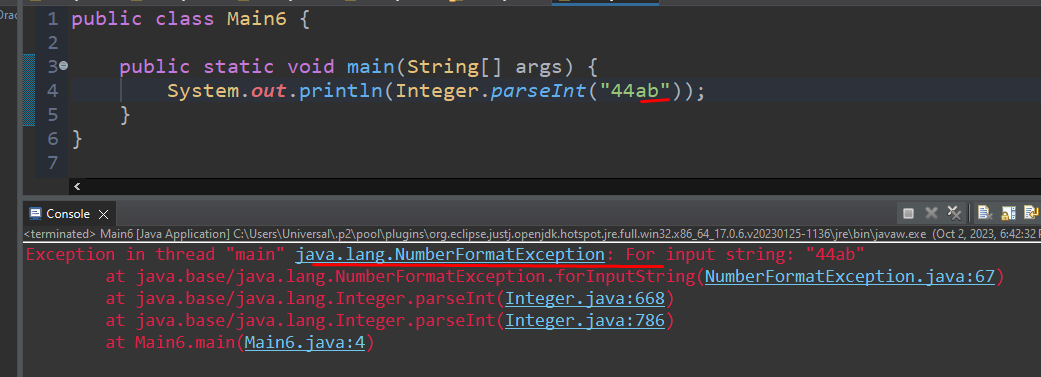 Orac
1 public class Main6 {
2
3 public static void main(String[] args) {
4 System.out.println(Integer.parseInt("44ab"));
5 }
6 }
7
Console
<terminated> Main6 [Java Application] C:\Users\Universal\.p2\pool\plugins\org.eclipse.justj.openjdk.hotspot.jre.full.win32.x86_64_17.0.6.v20230125-1136\jre\bin\javaw.exe (Oct 2, 2023, 6:42:32
Exception in thread "main" java.lang.NumberFormatException: For input string: "44ab"
at java.base/java.lang.NumberFormatException.forInputString(NumberFormatException.java:67)
at java.base/java.lang.Integer.parseInt(Integer.java:668)
at java.base/java.lang.Integer.parseInt(Integer.java:786)
at Main6.main(Main6.java:4)